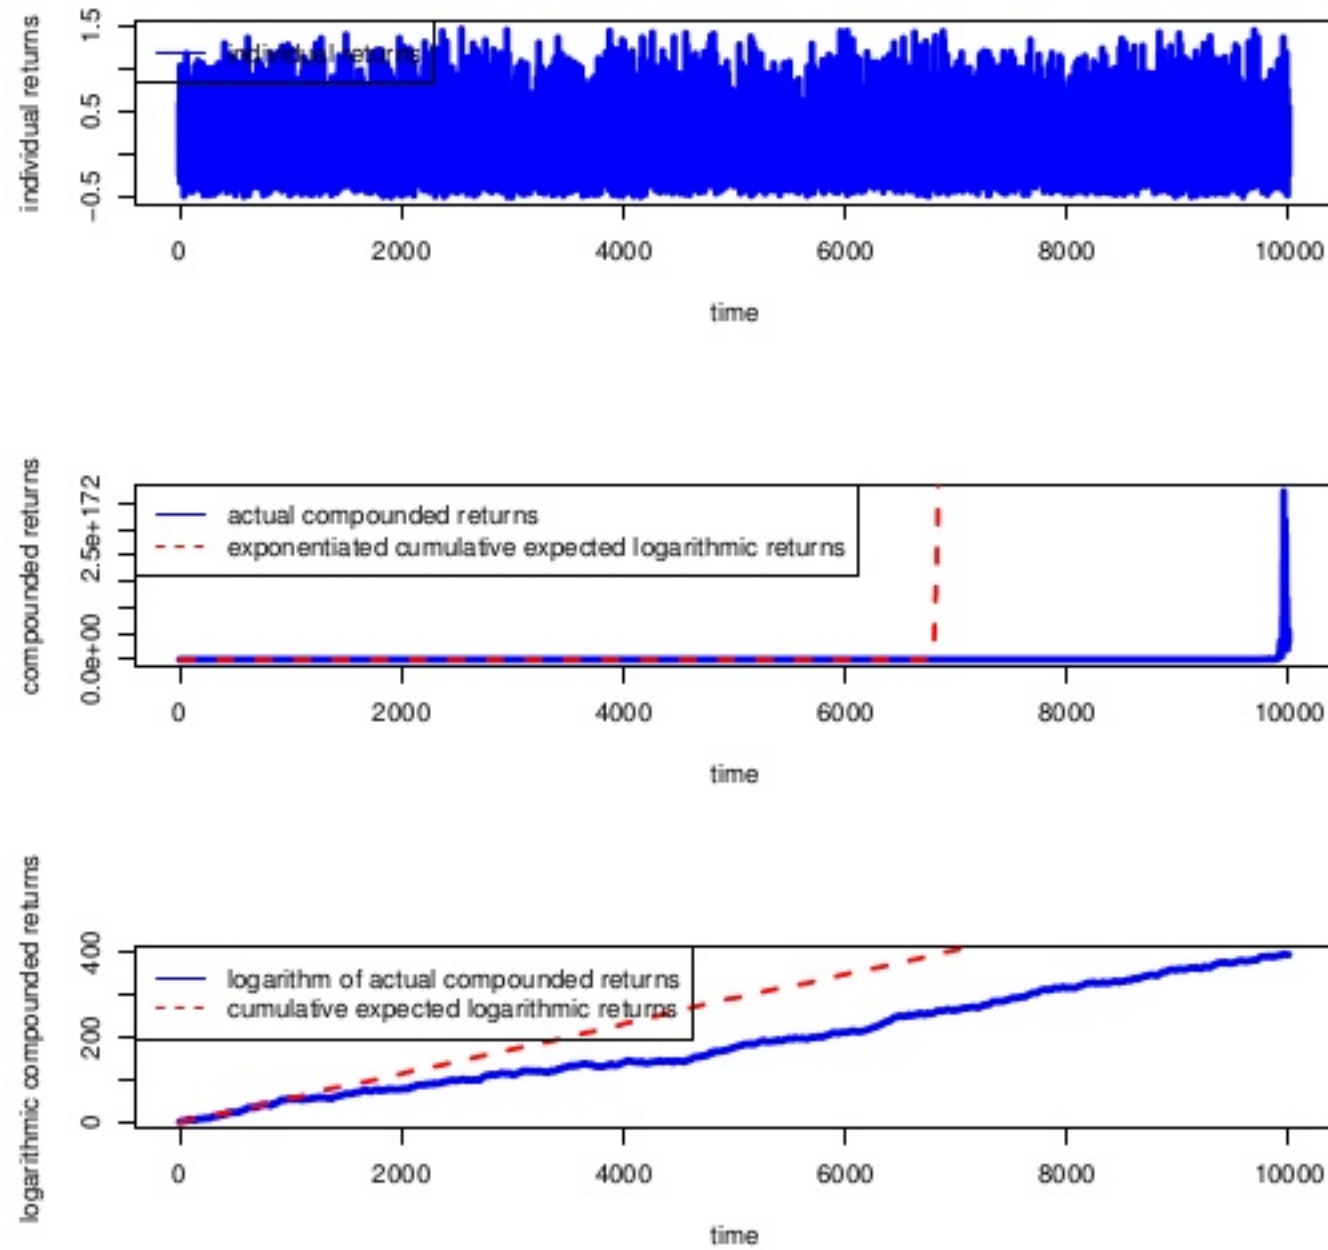 individual returns
1.5
0.5
−0.5
individual returns
0 2000 4000 6000 8000 10000
time
compounded returns
2.5e+172
0.0e+00
actual compounded returns
exponentiated cumulative expected logarithmic returns
0 2000 4000 6000 8000 10000
time
logarithmic compounded returns
400
200
0
logarithm of actual compounded returns
cumulative expected logarithmic returns
0 2000 4000 6000 8000 10000
time